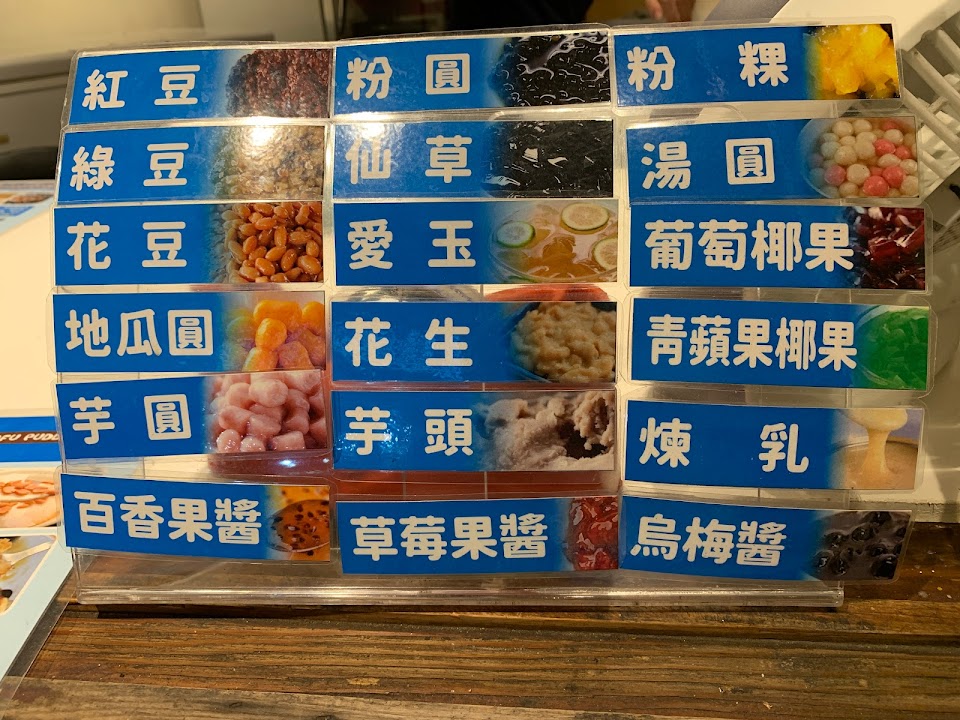 紅豆
粉圓
粉粿
綠豆
仙草
湯圓
花豆
愛玉
葡萄椰果
地瓜圓
花生
青蘋果椰果
芋圓
芋頭
煉乳
百香果醬
草莓果醬
烏梅醬